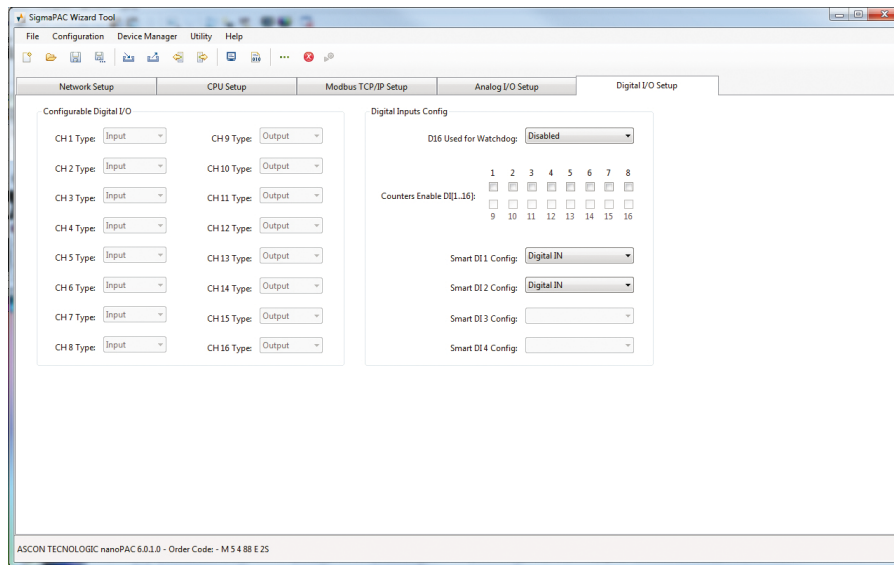 SigmaPAC Wizard Tool
File Configuration Device Manager Utility Help
Network Setup CPU Setup Modbus TCP/IP Setup Analog I/O Setup Digital I/O Setup
Configurable Digital I/O
CH 1 Type: Input CH 9 Type: Output
CH 2 Type: Input CH 10 Type: Output
CH 3 Type: Input CH 11 Type: Output
CH 4 Type: Input CH 12 Type: Output
CH 5 Type: Input CH 13 Type: Output
CH 6 Type: Input CH 14 Type: Output
CH 7 Type: Input CH 15 Type: Output
CH 8 Type: Input CH 16 Type: Output
Digital Inputs Config
D16 Used for Watchdog: Disabled
1 2 3 4 5 6 7 8
Counters Enable DI[1..16]:
9 10 11 12 13 14 15 16
Smart DI 1 Config: Digital IN
Smart DI 2 Config: Digital IN
Smart DI 3 Config:
Smart DI 4 Config:
ASCON TECNOLOGIC nanoPAC 6.0.1.0 - Order Code: - M 5 4 88 E 2S